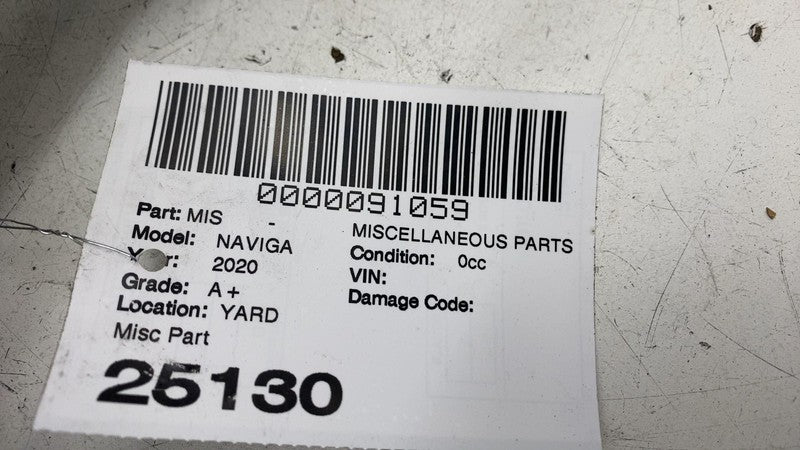 0000091059
Part: MIS - MISCELLANEOUS PARTS
Model: NAVIGA Condition: 0cc
2020 VIN:
Grade: A+ Damage Code:
Location: YARD
Misc Part
25130